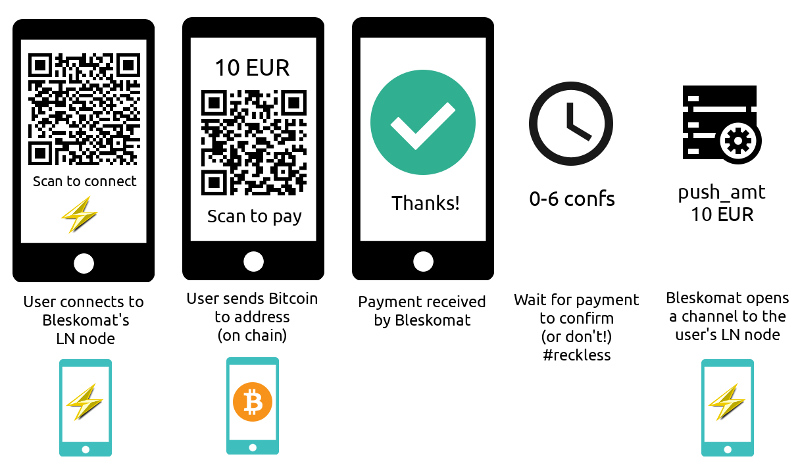 Scan to connect
User connects to
Bleskomat's
LN node
10 EUR
Scan to pay
User sends Bitcoin
to address
(on chain)
Thanks!
Payment received
by Bleskomat
0-6 confs
Wait for payment
to confirm
(or don't!)
#reckless
push_amt
10 EUR
Bleskomat opens
a channel to the
user's LN node